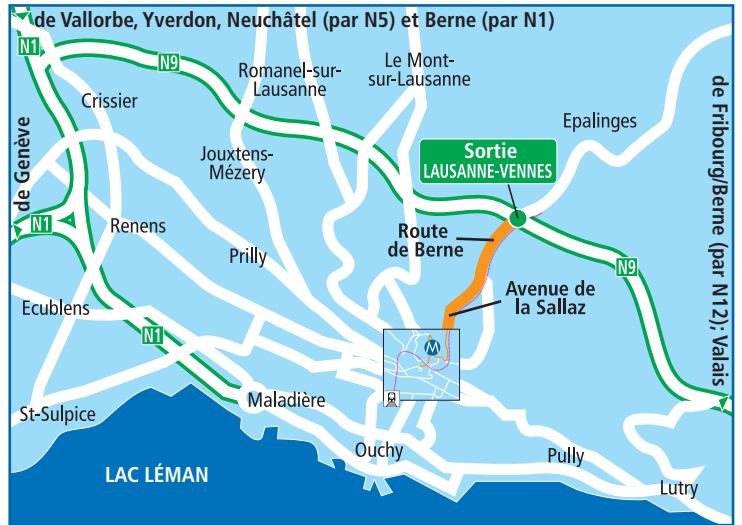 de Vallorbe, Yverdon, Neuchâtel (par N5) et Berne (par N1)
N1
N9
Romanel-sur-
Lausanne
Le Mont-
sur-Lausanne
Crissier
Epalinges
de Fribourg/Berne (par N12); Valais
de Genève
Jouxtens-
Mézery
Sortie
LAUSANNE-VENNES
N1
Renens
Prilly
Route
de Berne
N9
Ecublens
Avenue de
la Sallaz
N1
M
St-Sulpice
Maladière
Ouchy
Pully
LAC LÉMAN
Lutry